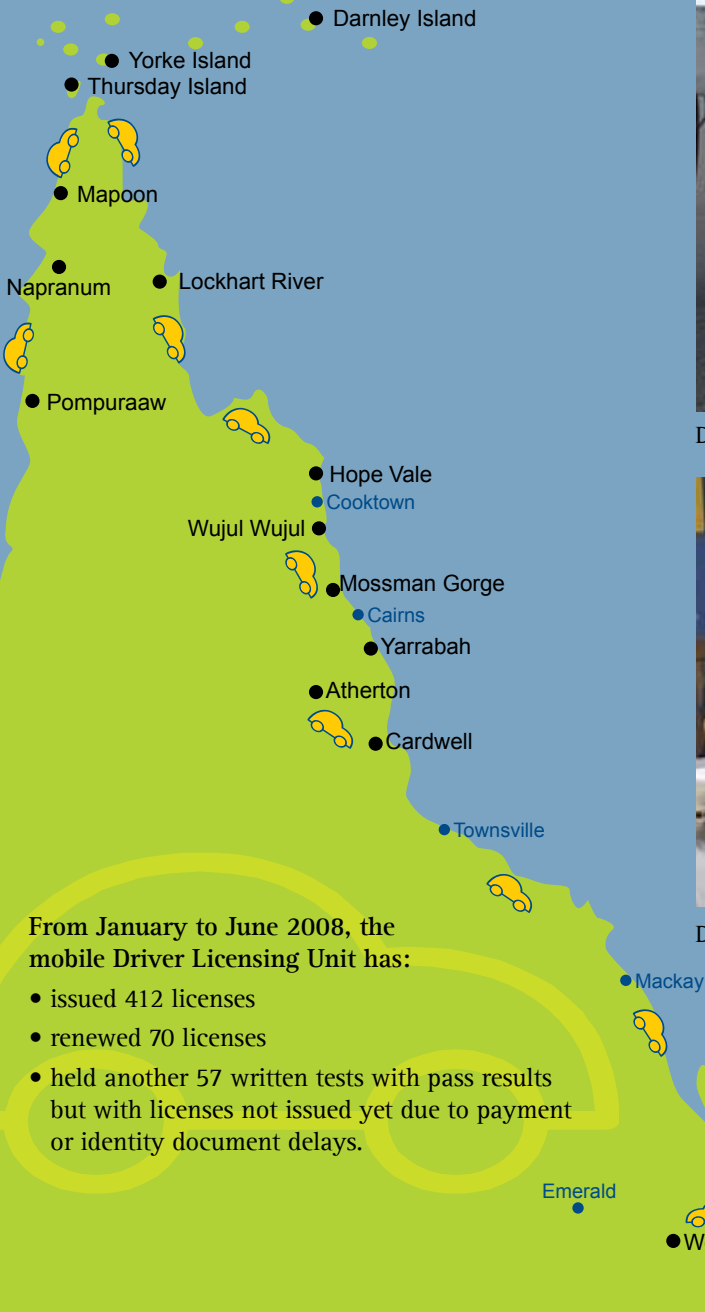 Darnley Island
Yorke Island
Thursday Island
Mapoon
Napranum
Lockhart River
Pompuraaw
Hope Vale
Cooktown
Wujul Wujul
Mossman Gorge
Cairns
Yarrabah
Atherton
Cardwell
Townsville
From January to June 2008, the
mobile Driver Licensing Unit has:
• issued 412 licenses
• renewed 70 licenses
• held another 57 written tests with pass results
but with licenses not issued yet due to payment
or identity document delays.
Mackay
Emerald